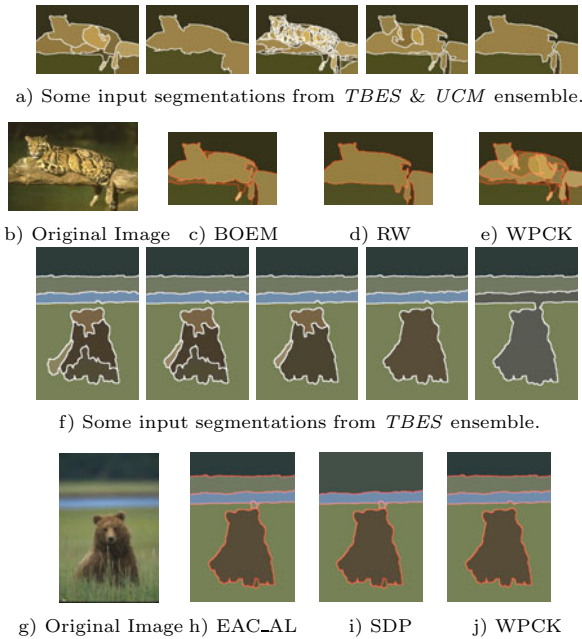 a) Some input segmentations from TBES & UCM ensemble.
b) Original Image c) BOEM d) RW e) WPCK
f) Some input segmentations from TBES ensemble.
g) Original Image h) EAC_AL i) SDP j) WPCK